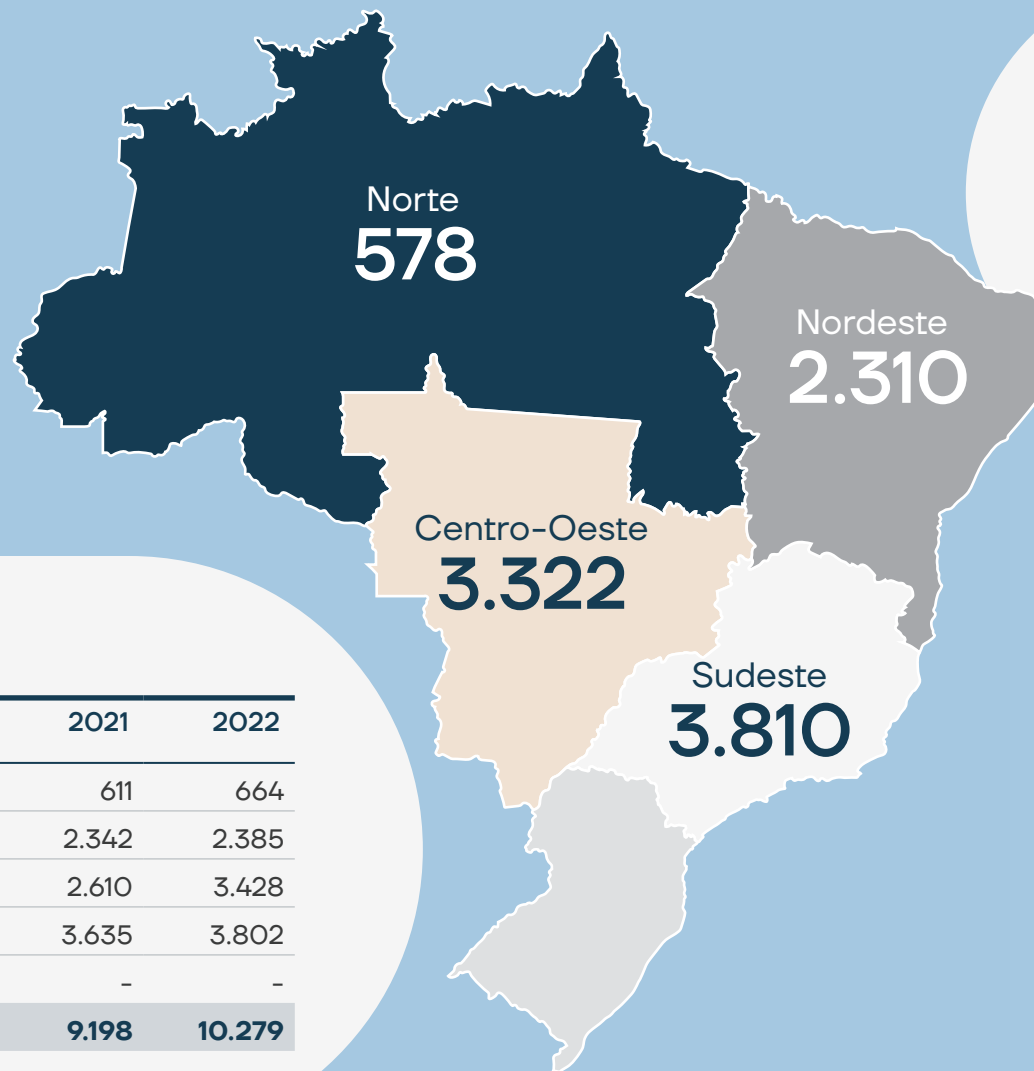 Norte
578
Nordeste
2.310
Centro-Oeste
3.322
Sudeste
3.810
2021 2022
611 664
2.342 2.385
2.610 3.428
3.635 3.802
- -
9.198 10.279